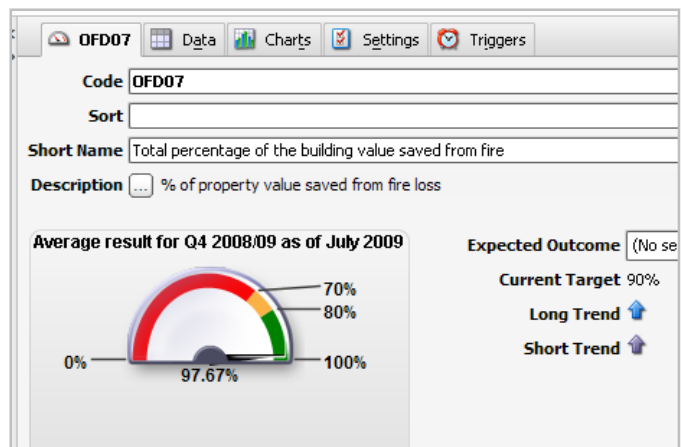 OFD07 Data Charts Settings Triggers
Code OFD07
Sort
Short Name Total percentage of the building value saved from fire
Description ... % of property value saved from fire loss
Average result for Q4 2008/09 as of July 2009
70%
80%
0%
100%
97.67%
Expected Outcome (No se
Current Target 90%
Long Trend
Short Trend